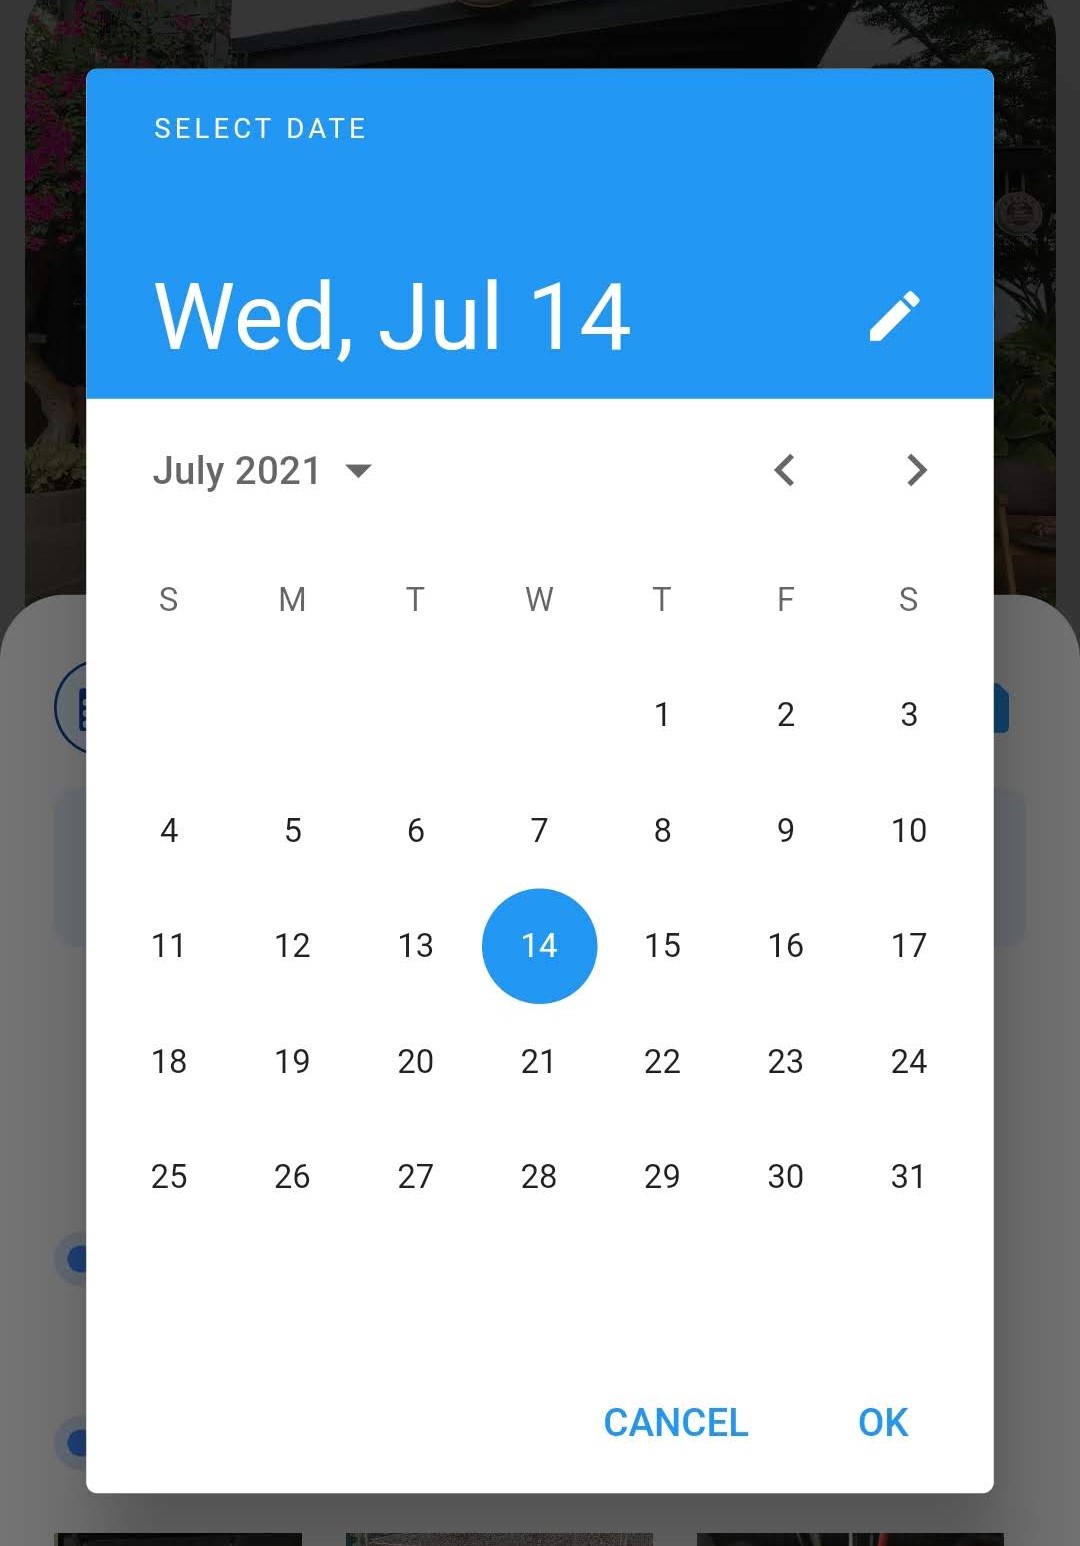 SELECT DATE
Wed, Jul 14
July 2021
S M T W T F S
1 2 3
4 5 6 7 8 9 10
11 12 13 14 15 16 17
18 19 20 21 22 23 24
25 26 27 28 29 30 31
CANCEL OK